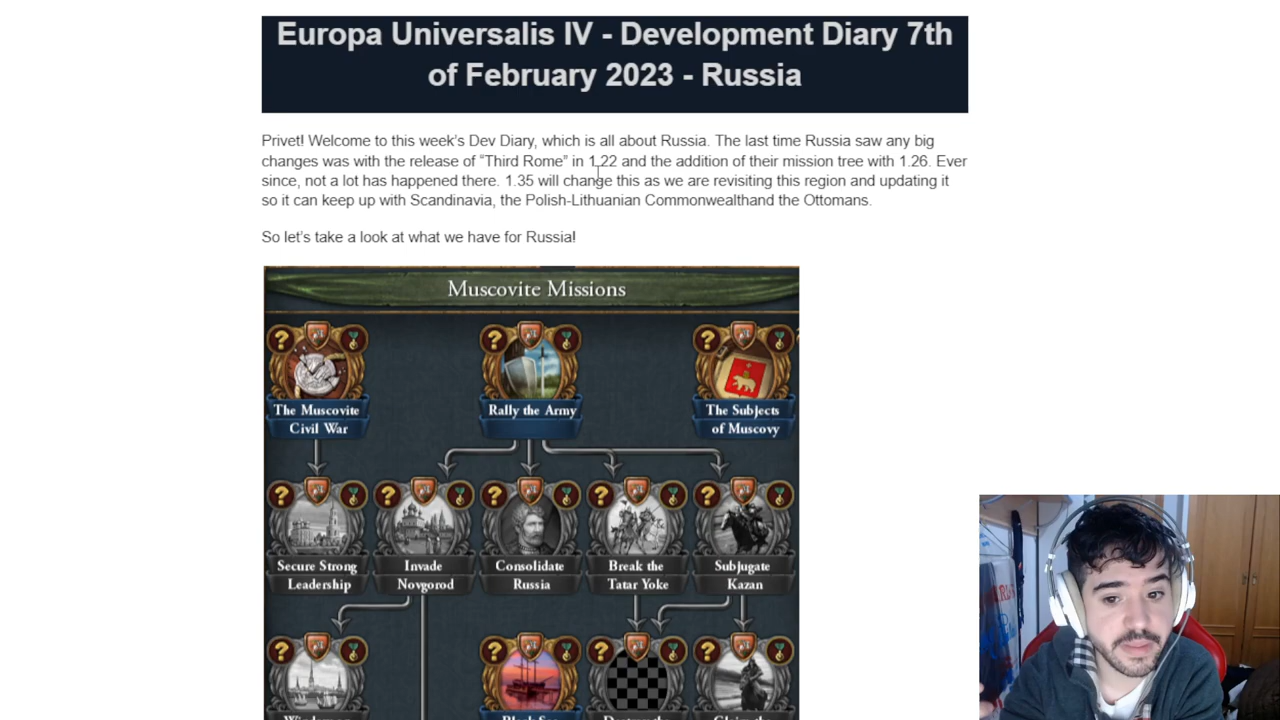 Europa Universalis IV - Development Diary 7th
of February 2023 - Russia
Privet! Welcome to this week's Dev Diary, which is all about Russia. The last time Russia saw any big
changes was with the release of “Third Rome” in 1.22 and the addition of their mission tree with 1.26. Ever
since, not a lot has happened there. 1.35 will change this as we are revisiting this region and updating it
so it can keep up with Scandinavia, the Polish-Lithuanian Commonwealthand the Ottomans.
So let's take a look at what we have for Russia!
Muscovite Missions
The Muscovite
Civil War
Rally the Army
The Subjects
of Muscovy
Secure Strong
Leadership
Invade
Novgorod
Consolidate
Russia
Break the
Tatar Yoke
Subjugate
Kazan